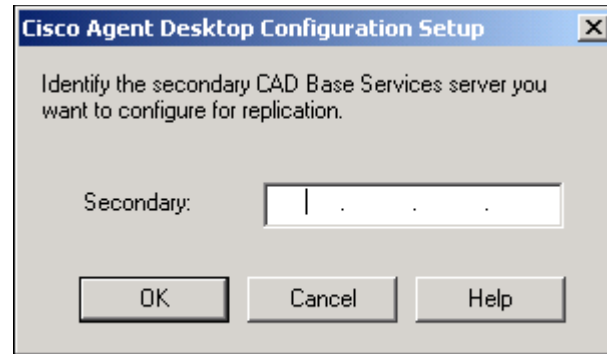 Cisco Agent Desktop Configuration Setup
Identify the secondary CAD Base Services server you
want to configure for replication.
Secondary: . . .
OK Cancel Help